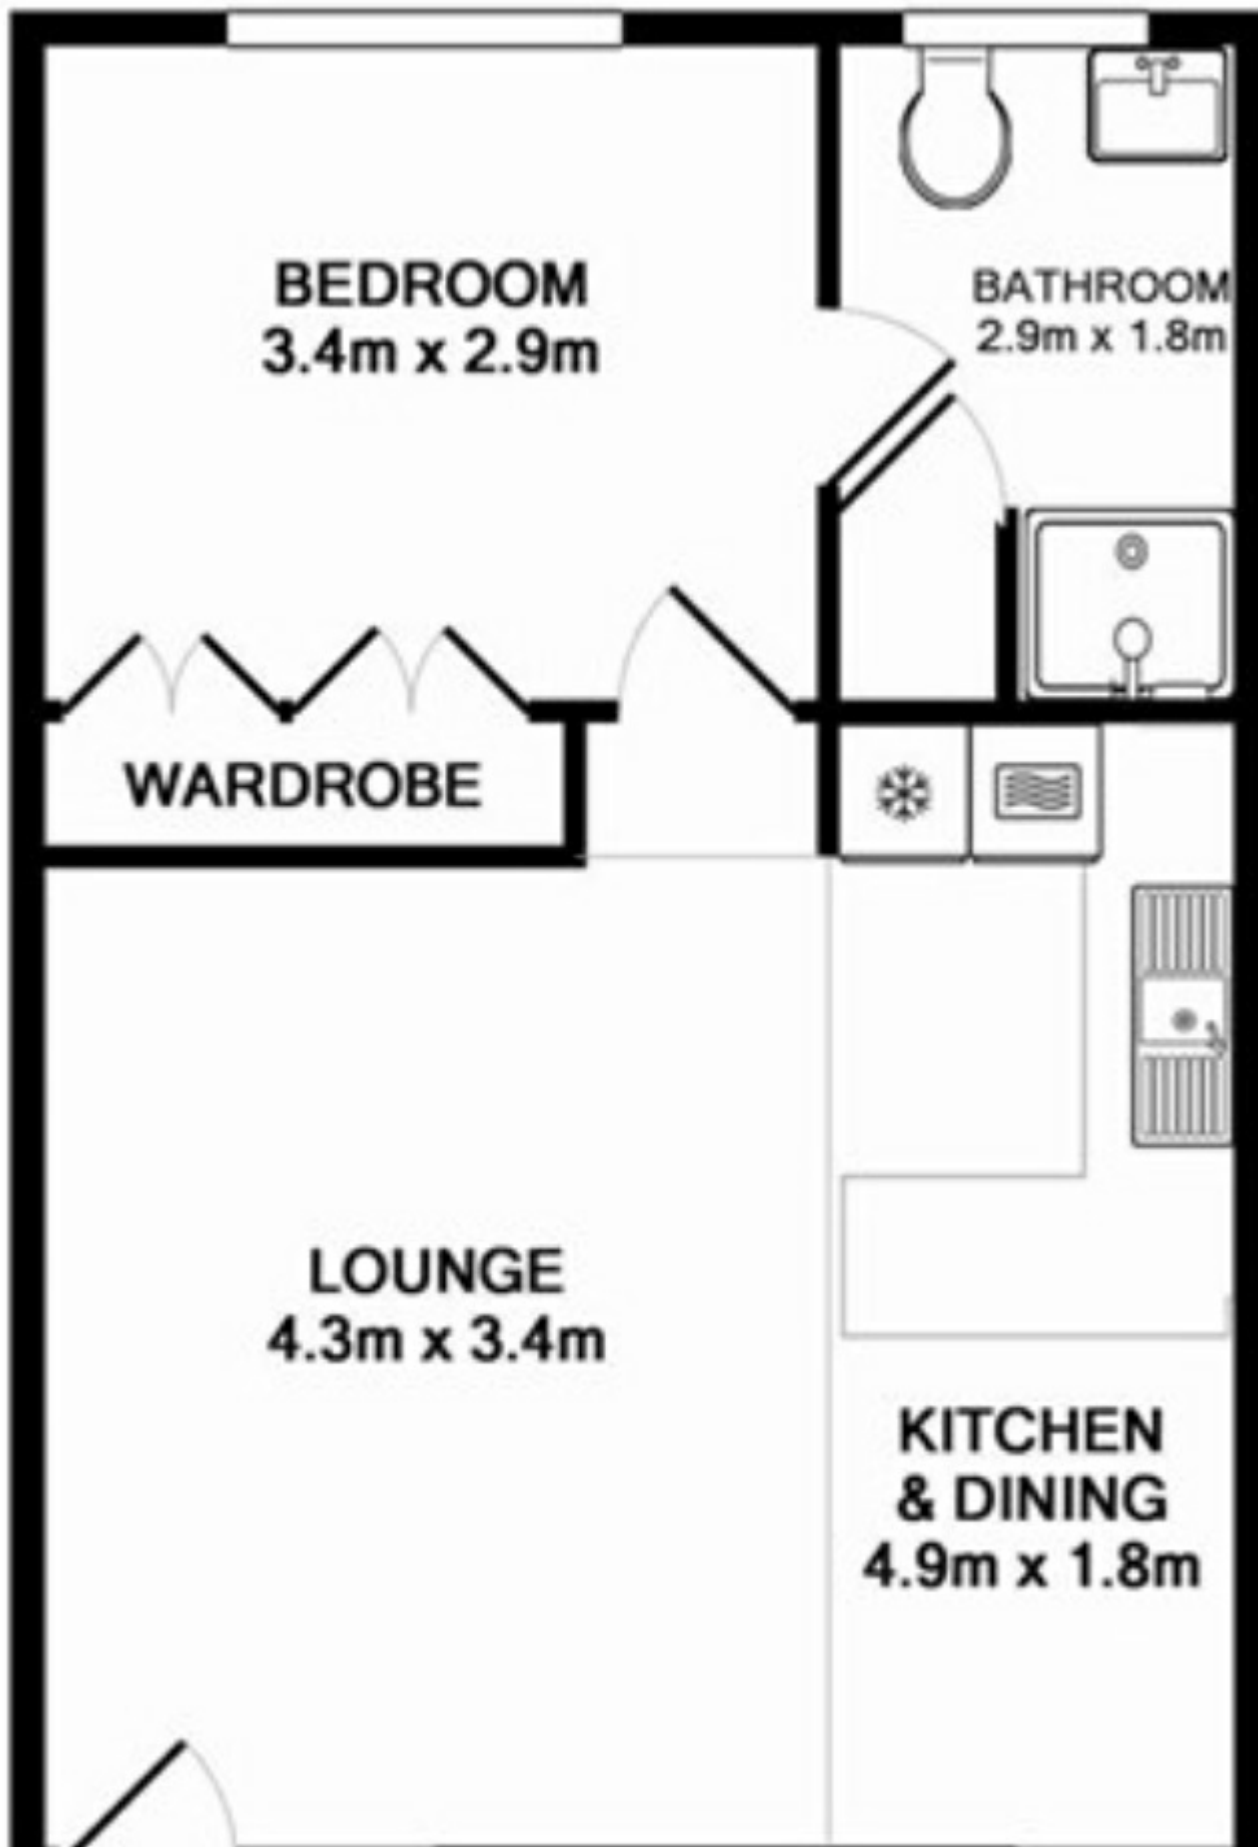 BEDROOM
3.4m x 2.9m
BATHROOM
2.9m x 1.8m
WARDROBE
LOUNGE
4.3m x 3.4m
KITCHEN
& DINING
4.9m x 1.8m